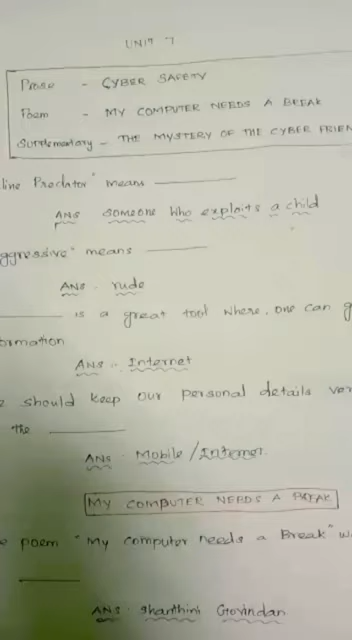 UNIT 7
Prose - CYBER SAFETY
Poem - MY COMPUTER NEEDS A BREAK
Supplementary - THE MYSTERY OF THE CYBER FRIEN
line Predator" means
ANS someone who exploits a child
ggressive" means
ANS. rude
is a great tool where, one can g
ormation
ANS :. Internet
e should keep our personal details ver
the
ANS. Mobile/Internet.
MY COMPUTER NEEDS A BREAK
e poem "My computer needs a Break" w
ANS: Shanthini Govindan.